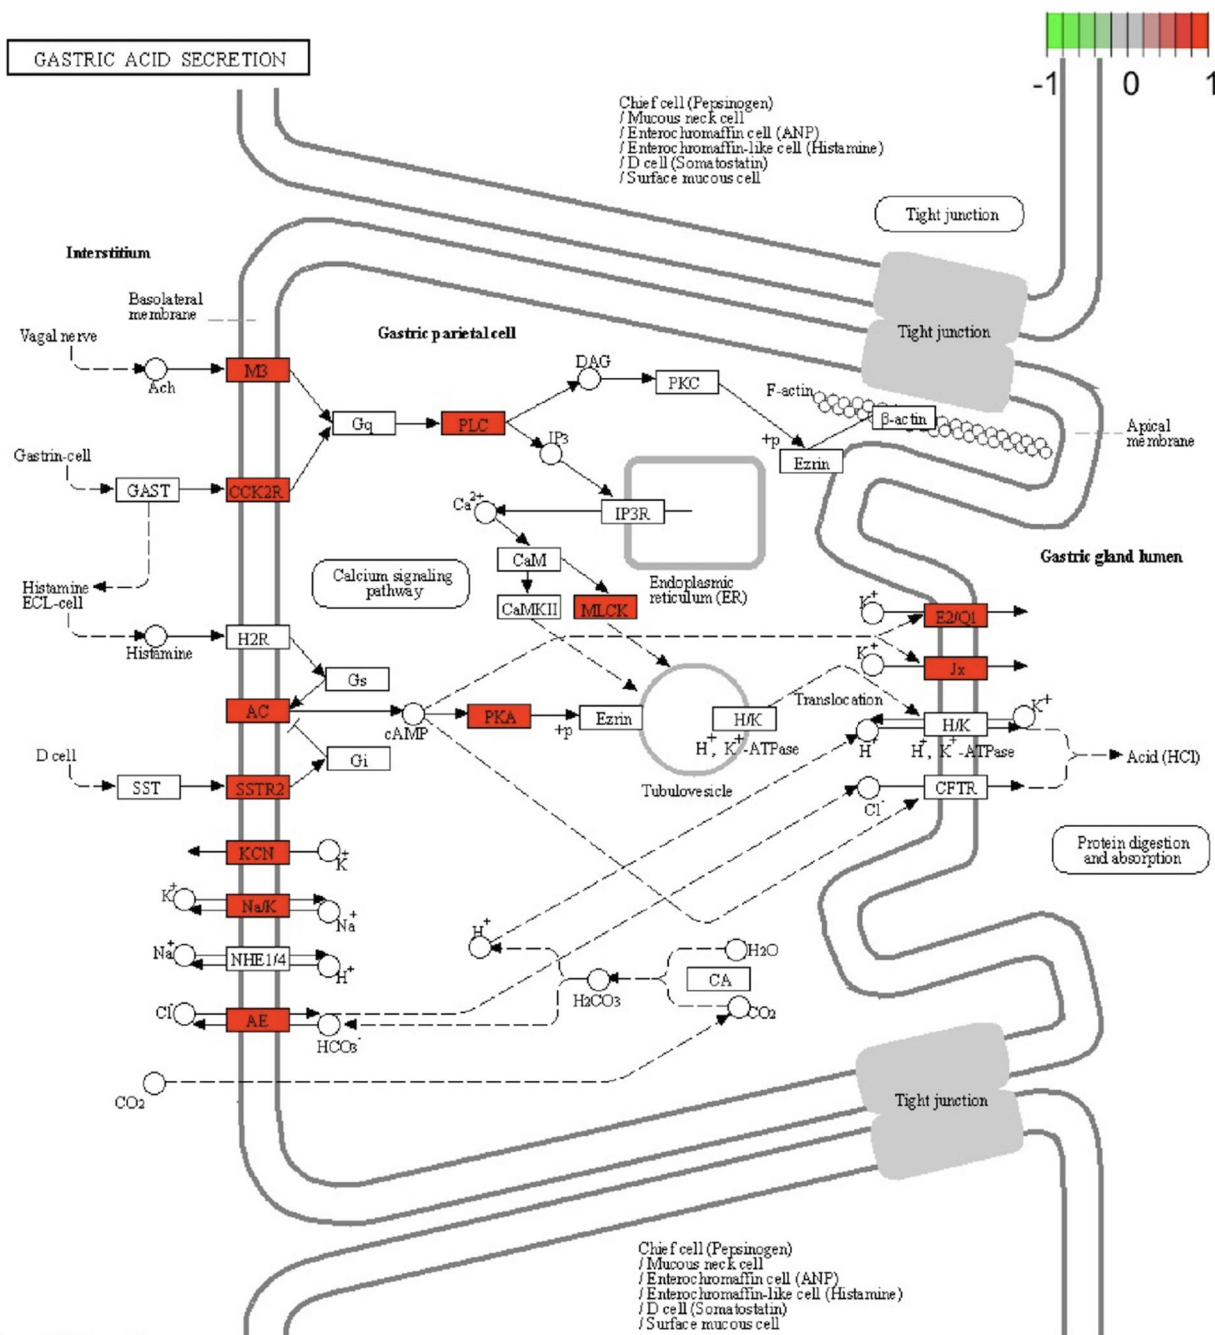 GASTRIC ACID SECRETION
-1 0 1
Chief cell (Pepsinogen)
/ Mucous neck cell
/ Enterochromaffin cell (ANP)
/ Enterochromaffin-like cell (Histamine)
/ D cell (Somatostatin)
/ Surface mucous cell
Tight junction
Interstitium
Basolateral
membrane
Tight junction
Vagal nerve
Gastric parietal cell
Ach
M3
Gq
PLC
DAG
PKC
IP3
F-actin
β-actin
+p
Ezrin
Apical
membrane
Gastrin-cell
GAST
CCK2R
Ca2+
IP3R
CaM
CaMKII
MLCK
Endoplasmic
reticulum (ER)
Calcium signaling
pathway
Gastric gland lumen
Histamine
ECL-cell
Histamine
H2R
Gs
K+
E2/Q1
K+
Jx
AC
cAMP
PKA
+p
Ezrin
H/K
H+, K+-ATPase
Translocation
H+
H/K
K+
H+, K+-ATPase
Acid (HCl)
Gi
Tubulovesicle
D cell
SST
SSTR2
Cl-
CFTR
Protein digestion
and absorption
KCN
K+
K+
Na/K
Na+
Na+
NHE1/4
H+
H+
H2O
CA
H2CO3
CO2
Cl-
AE
HCO3-
CO2
Tight junction
Chief cell (Pepsinogen)
/ Mucous neck cell
/ Enterochromaffin cell (ANP)
/ Enterochromaffin-like cell (Histamine)
/ D cell (Somatostatin)
/ Surface mucous cell